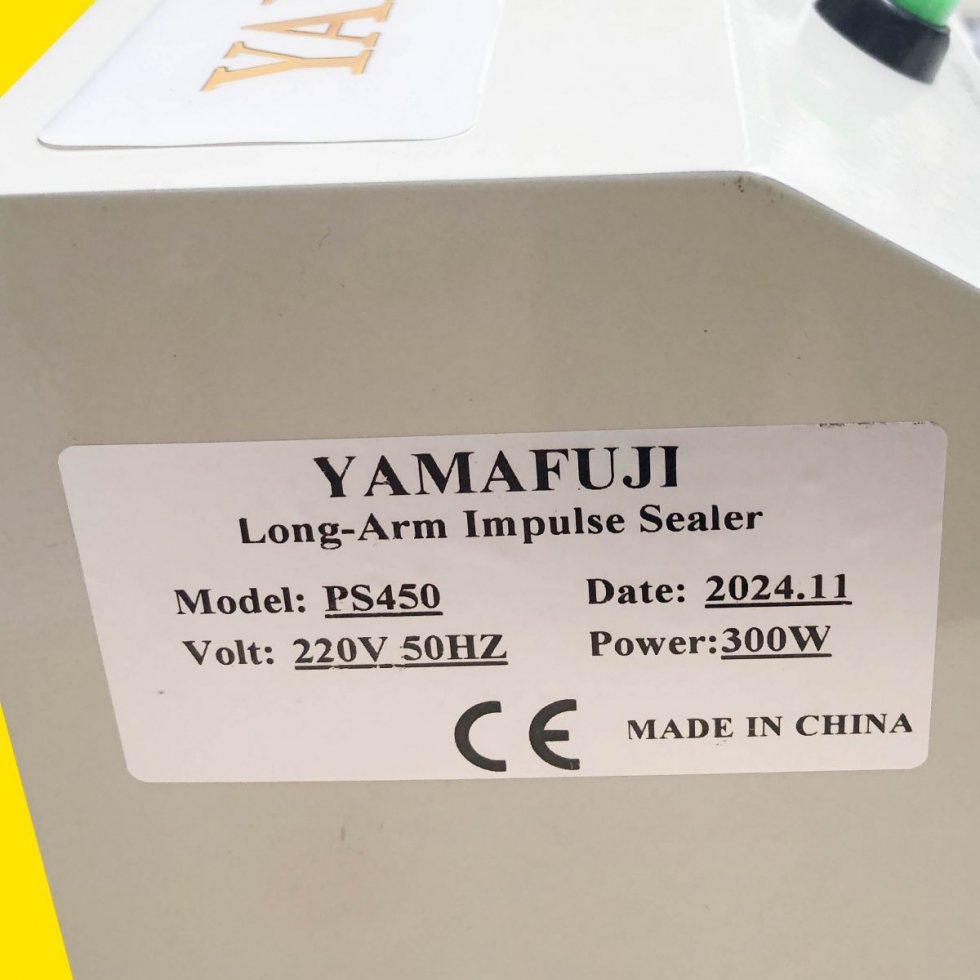 YA
YAMAFUJI
Long-Arm Impulse Sealer
Model: PS450 Date: 2024.11
Volt: 220V 50HZ Power:300W
CE MADE IN CHINA